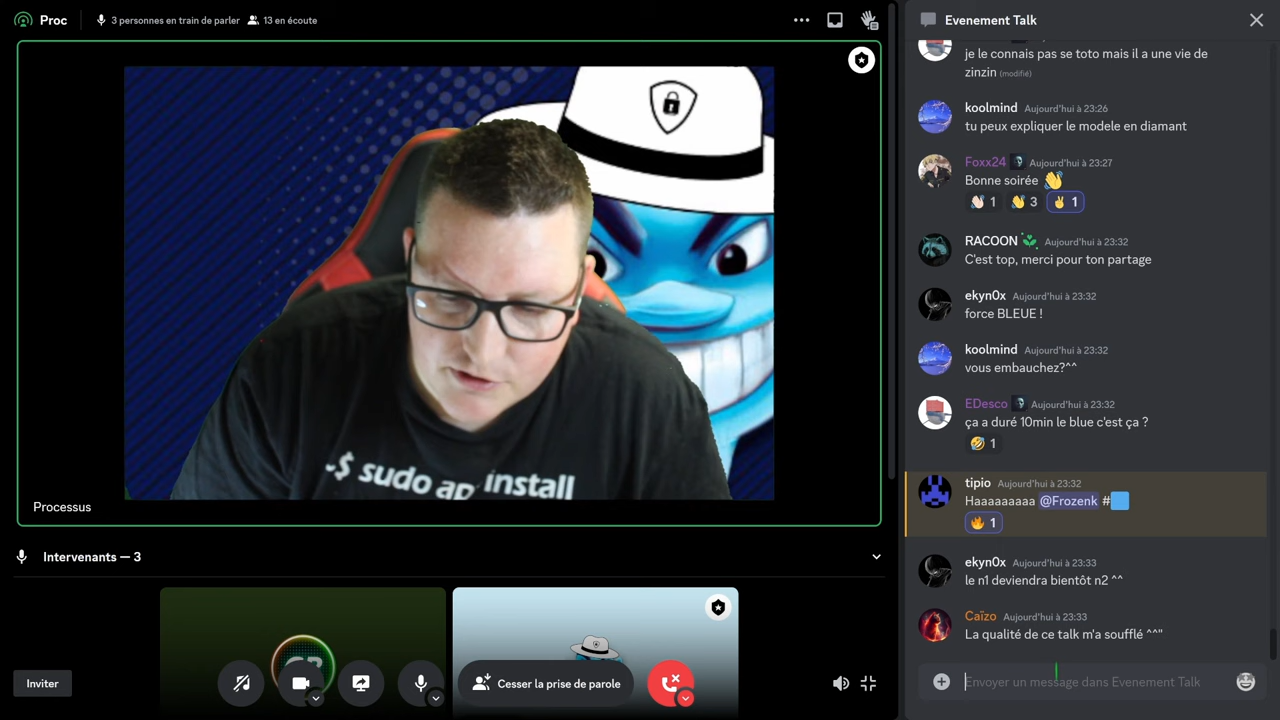 Proc
3 personnes en train de parler
13 en écoute
Processus
$ sudo ap install
Intervenants — 3
Inviter
Cesser la prise de parole
Evenement Talk
je le connais pas se toto mais il a une vie de
zinzin (modifié)
koolmind Aujourd'hui à 23:26
tu peux expliquer le modele en diamant
Foxx24 Aujourd'hui à 23:27
Bonne soirée 👋
👋🏻 1 👋 3 ✌ 1
RACOON Aujourd'hui à 23:32
C'est top, merci pour ton partage
ekyn0x Aujourd'hui à 23:32
force BLEUE !
koolmind Aujourd'hui à 23:32
vous embauchez?^^
EDesco Aujourd'hui à 23:32
ça a duré 10min le blue c'est ça ?
🤣 1
tipio Aujourd'hui à 23:32
Haaaaaaaaa @Frozenk #🟦
🔥 1
ekyn0x Aujourd'hui à 23:33
le n1 deviendra bientôt n2 ^^
Caïzo Aujourd'hui à 23:33
La qualité de ce talk m'a soufflé ^^"
Envoyer un message dans Evenement Talk